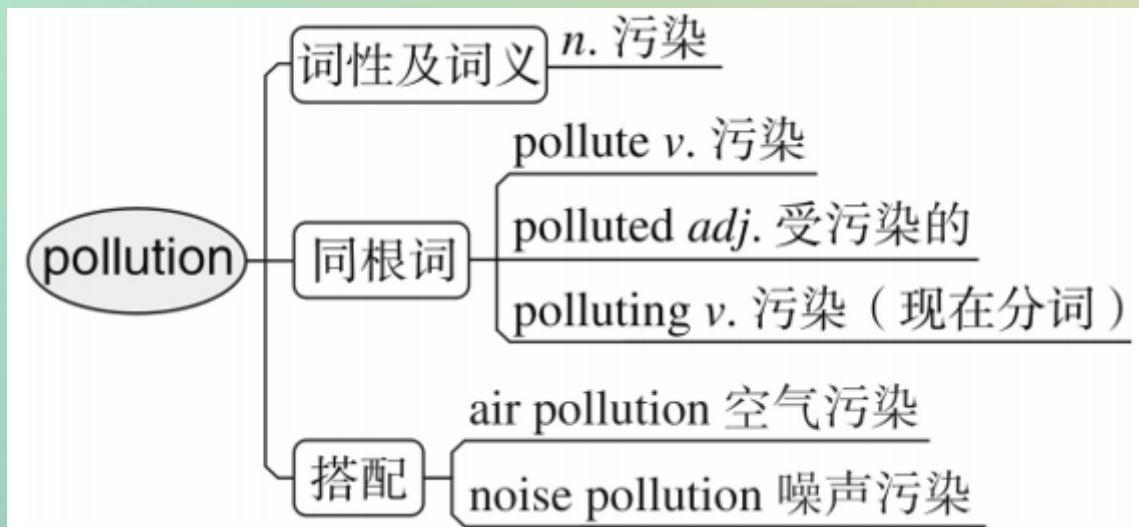 pollution
词性及词义
n. 污染
同根词
pollute v. 污染
polluted adj. 受污染的
polluting v. 污染（现在分词）
搭配
air pollution 空气污染
noise pollution 噪声污染